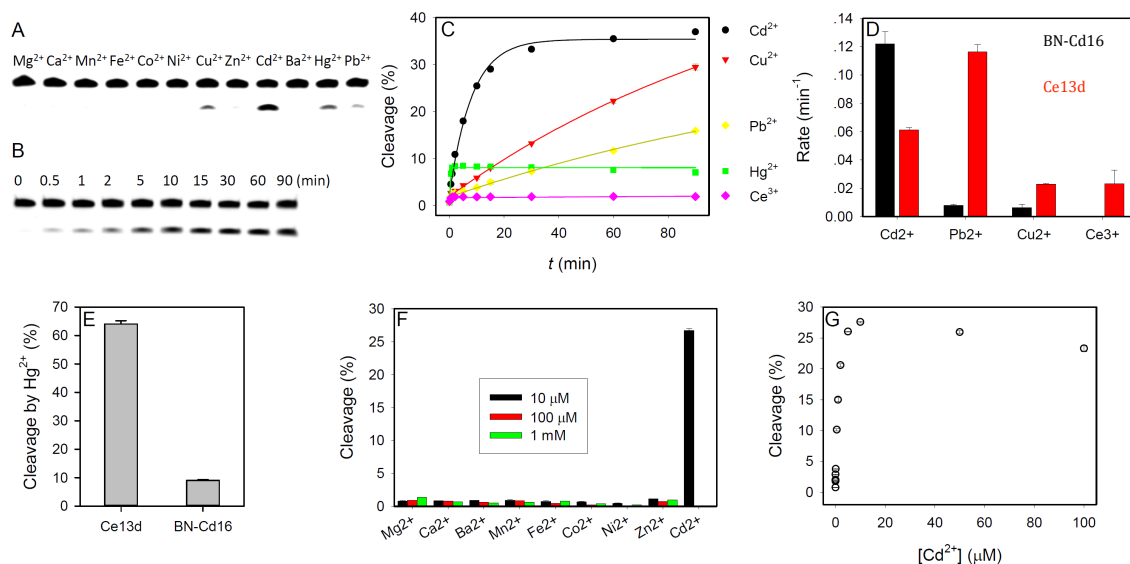 A
Mg²⁺ Ca²⁺ Mn²⁺ Fe²⁺ Co²⁺ Ni²⁺ Cu²⁺ Zn²⁺ Cd²⁺ Ba²⁺ Hg²⁺ Pb²⁺
B
0 0.5 1 2 5 10 15 30 60 90 (min)
C
Cleavage (%)
40
30
20
10
0
0 20 40 60 80
t (min)
Cd²⁺
Cu²⁺
Pb²⁺
Hg²⁺
Ce³⁺
D
Rate (min⁻¹)
.14
.12
.10
.08
.06
.04
.02
0.00
BN-Cd16
Ce13d
Cd2+ Pb2+ Cu2+ Ce3+
E
Cleavage by Hg²⁺ (%)
70
60
50
40
30
20
10
0
Ce13d BN-Cd16
F
Cleavage (%)
30
25
20
15
10
5
0
10 μM
100 μM
1 mM
Mg2+ Ca2+ Ba2+ Mn2+ Fe2+ Co2+ Ni2+ Zn2+ Cd2+
G
Cleavage (%)
30
25
20
15
10
5
0
0 20 40 60 80 100
[Cd²⁺] (μM)